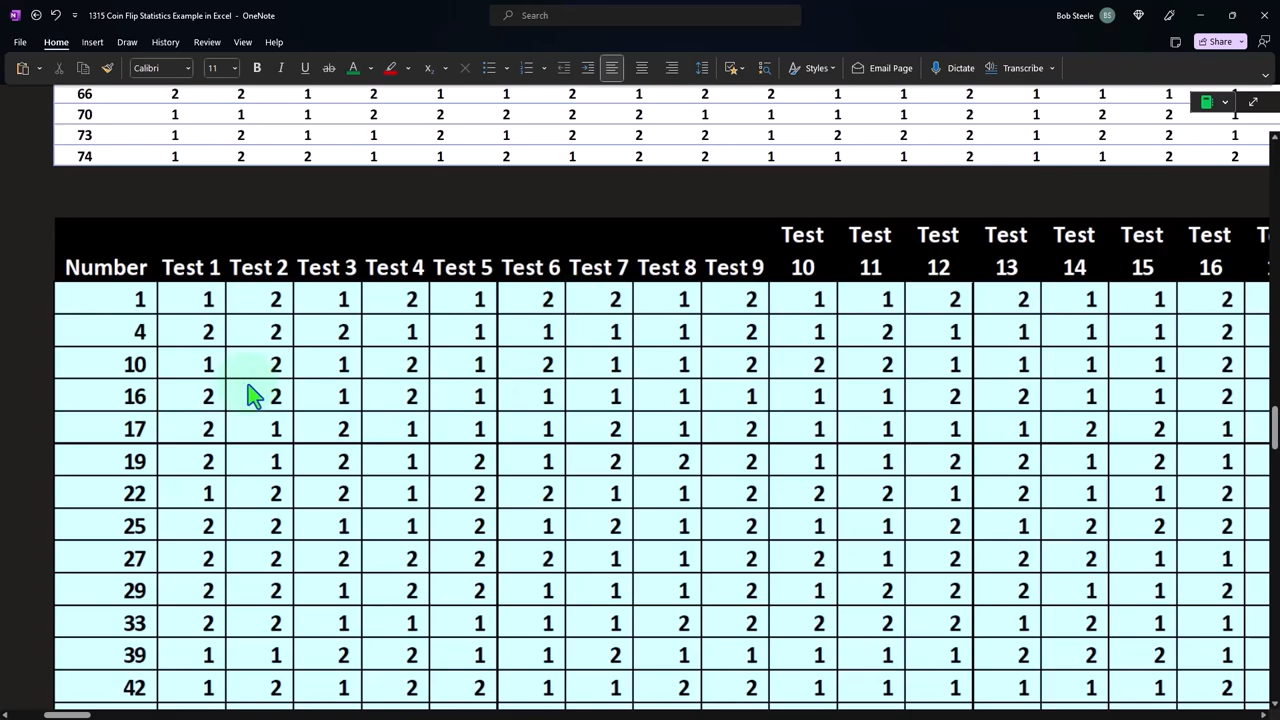 1315 Coin Flip Statistics Example in Excel - OneNote
Search
Bob Steele BS
File Home Insert Draw History Review View Help
Share
Calibri 11 B I U ab A Styles Email Page Dictate Transcribe
66 2 2 1 2 1 1 2 1 2 2 1 1 2 1 1 1
70 1 1 1 2 2 2 2 2 1 1 1 1 2 1 2 2 1
73 1 2 1 1 2 1 2 2 2 1 2 2 2 1 2 2 1
74 1 2 2 1 1 2 1 2 2 1 1 1 2 1 1 2 2
Number Test 1 Test 2 Test 3 Test 4 Test 5 Test 6 Test 7 Test 8 Test 9 Test 10 Test 11 Test 12 Test 13 Test 14 Test 15 Test 16
1 1 2 1 2 1 2 2 1 2 1 1 2 2 1 1 2
4 2 2 2 1 1 1 1 1 2 1 2 1 1 1 1 2
10 1 2 1 2 1 2 1 1 2 2 2 1 1 1 1 2
16 2 2 1 2 1 1 1 1 1 1 1 2 2 1 1 2
17 2 1 2 1 1 1 2 1 2 1 1 1 1 2 2 1
19 2 1 2 1 2 1 2 2 2 1 1 2 2 1 2 1
22 1 2 2 1 2 2 1 1 2 2 2 1 2 1 1 2
25 2 2 1 1 2 1 2 1 2 1 1 2 1 2 2 2
27 2 2 2 2 2 2 1 1 2 2 1 2 2 2 1 1
29 2 2 1 2 2 1 1 1 2 1 2 2 2 1 1 2
33 2 2 1 1 1 1 1 2 2 2 2 2 1 2 1 1
39 1 1 2 2 1 1 2 1 1 1 1 1 2 2 2 1
42 1 2 1 2 2 1 1 2 2 1 1 1 1 1 1 2